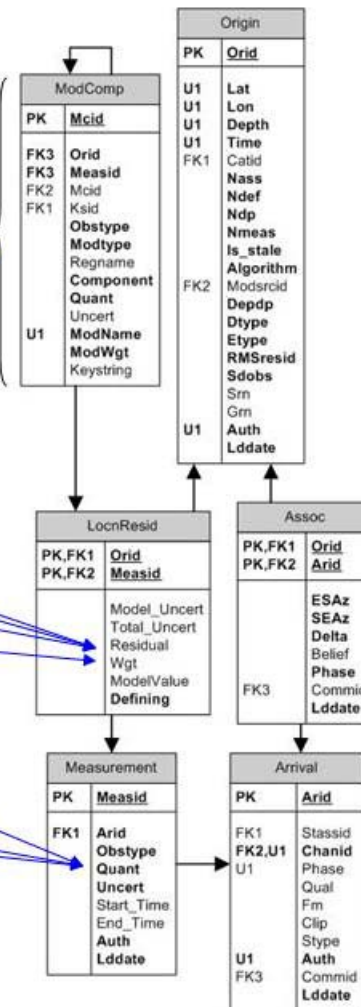 Origin
PK Orid
U1 Lat
U1 Lon
U1 Depth
U1 Time
FK1 Catid
Nass
Ndef
Ndp
Nmeas
Is_stale
Algorithm
FK2 Modsrcid
Depdp
Dtype
Etype
RMSresid
Sdobs
Srn
Grn
U1 Auth
Lddate
ModComp
PK Mcid
FK3 Orid
FK3 Measid
FK2 Mcid
FK1 Ksid
Obstype
Modtype
Regname
Component
Quant
Uncert
U1 ModName
ModWgt
Keystring
LocnResid
PK,FK1 Orid
PK,FK2 Measid
Model_Uncert
Total_Uncert
Residual
Wgt
ModelValue
Defining
Assoc
PK,FK1 Orid
PK,FK2 Arid
ESAz
SEAz
Delta
Belief
Phase
FK3 Commid
Lddate
Measurement
PK Measid
FK1 Arid
Obstype
Quant
Uncert
Start_Time
End_Time
Auth
Lddate
Arrival
PK Arid
FK1 Stassid
FK2,U1 Chanid
U1 Phase
Qual
Fm
Clip
Stype
U1 Auth
FK3 Commid
Lddate